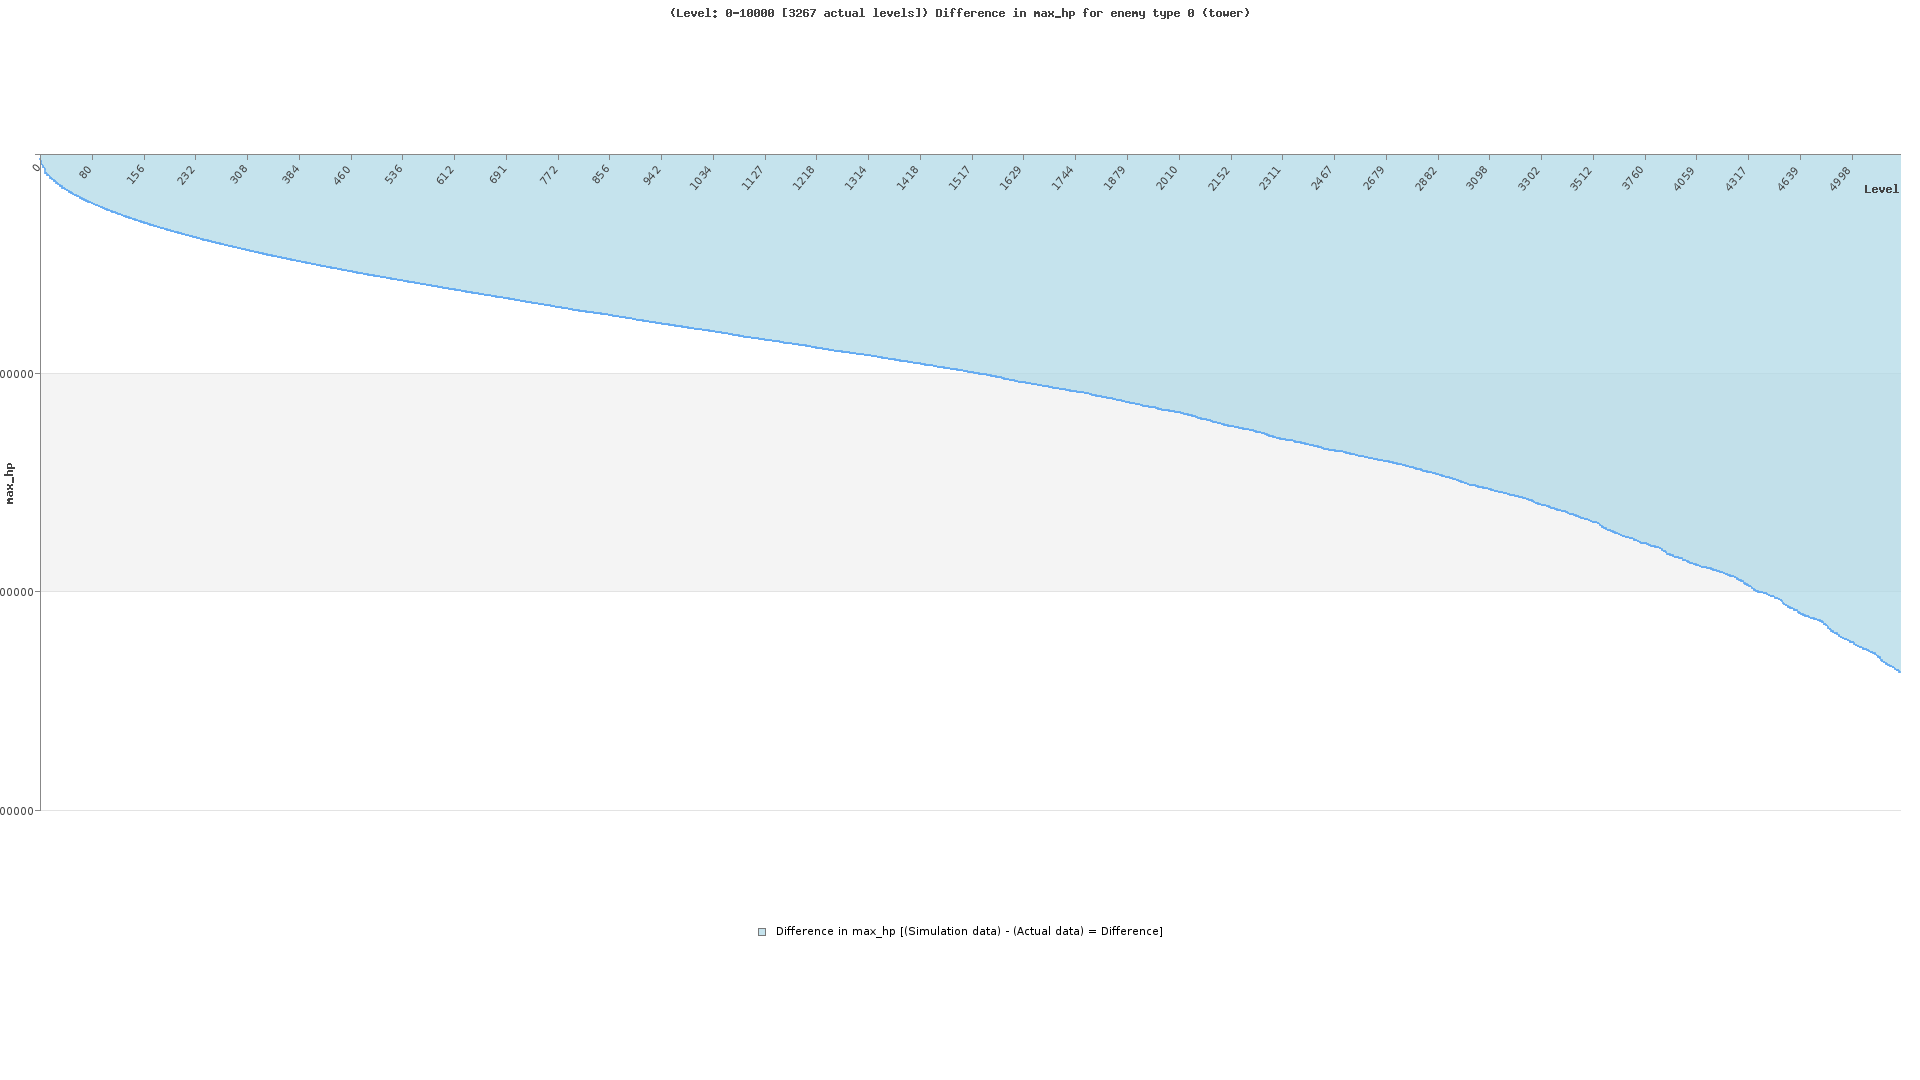 (Level: 0-10000 [3267 actual levels]) Difference in max_hp for enemy type 0 (tower)
0 80 156 232 308 384 460 536 612 691 772 856 942 1034 1127 1218 1314 1418 1517 1629 1744 1879 2010 2152 2311 2467 2679 2882 3098 3302 3512 3760 4059 4317 4639 4998
Level
00000
max_hp
00000
00000
Difference in max_hp [(Simulation data) - (Actual data) = Difference]